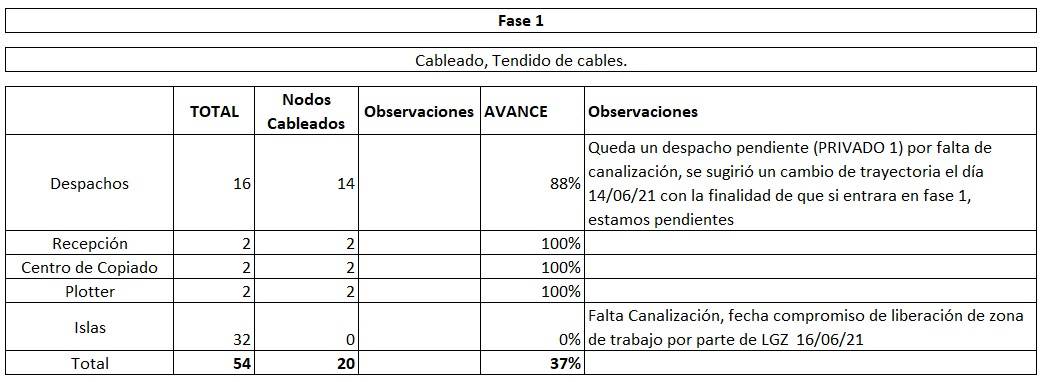 Fase 1
Cableado, Tendido de cables.
TOTAL Nodos Cableados Observaciones AVANCE Observaciones
Despachos 16 14 88% Queda un despacho pendiente (PRIVADO 1) por falta de
canalización, se sugirió un cambio de trayectoria el día
14/06/21 con la finalidad de que si entrara en fase 1,
estamos pendientes
Recepción 2 2 100%
Centro de Copiado 2 2 100%
Plotter 2 2 100%
Islas 32 0 0% Falta Canalización, fecha compromiso de liberación de zona
de trabajo por parte de LGZ 16/06/21
Total 54 20 37%